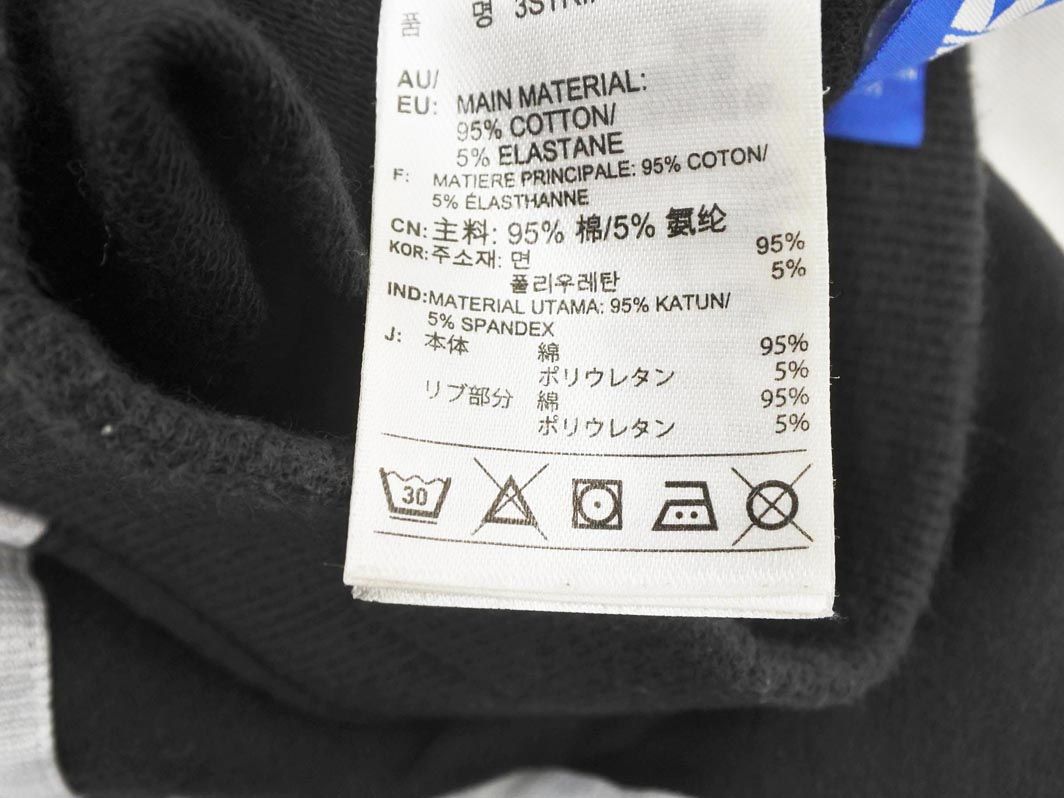 품 명 3STRI
AU/
EU: MAIN MATERIAL:
95% COTTON/
5% ELASTANE
F: MATIERE PRINCIPALE: 95% COTON/
5% ÉLASTHANNE
CN: 主料: 95% 棉/5% 氨纶
KOR: 주소재: 면 95%
폴리우레탄 5%
IND: MATERIAL UTAMA: 95% KATUN/
5% SPANDEX
J: 本体 綿 95%
ポリウレタン 5%
リブ部分 綿 95%
ポリウレタン 5%
30